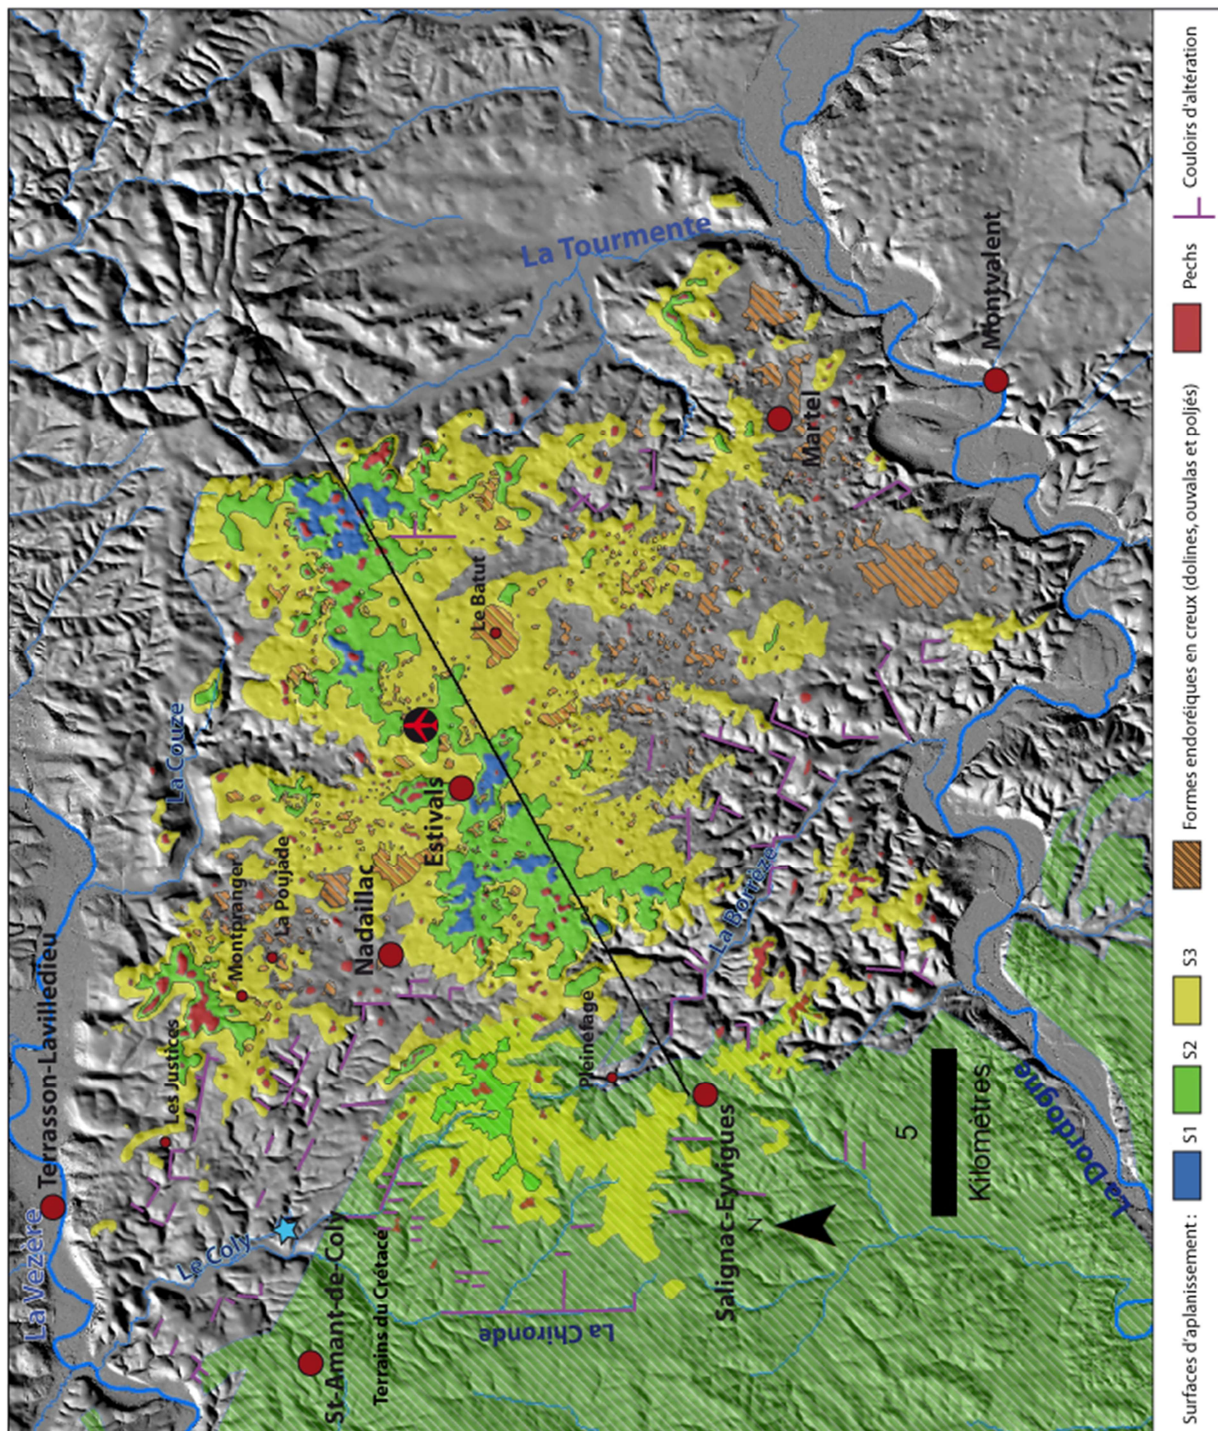 La Vézère
Terrasson-Lavilledieu
Les Justices
Le Coly
St-Amant-de-Coly
Terrains du Crétacé
Montpranger
La Poujade
Nadaillac
Estivals
La Couze
Le Batut
La Tourmente
Martel
Montvalent
Pleinefage
La Borrèze
Salignac-Eyvigues
La Chironde
La Dordogne
N
5
Kilomètres
Surfaces d'aplanissement :
S1
S2
S3
Formes endoréiques en creux (dolines, ouvalas et poljés)
Pechs
Couloirs d'altération